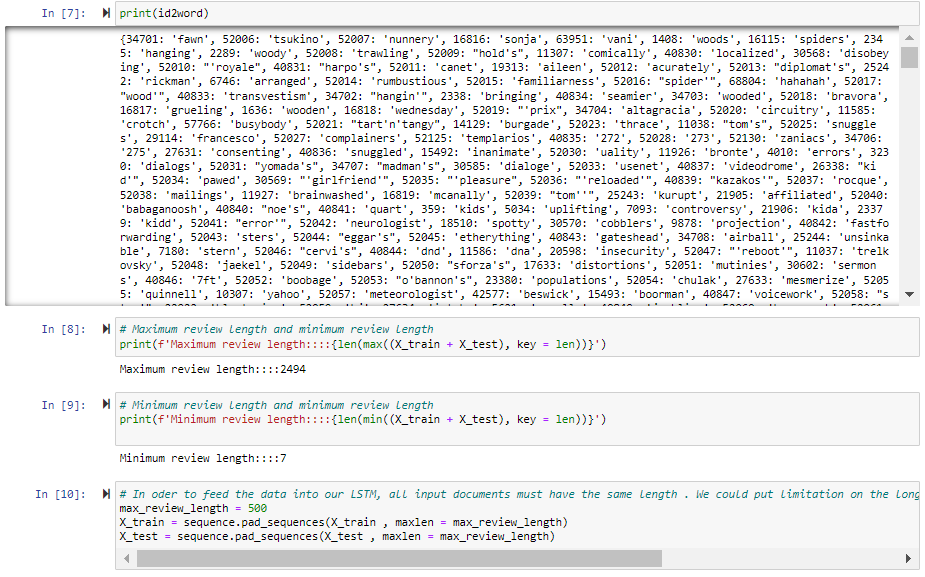 In [7]:
print(id2word)
{34701: 'fawn', 52006: 'tsukino', 52007: 'nunnery', 16816: 'sonja', 63951: 'vani', 1408: 'woods', 16115: 'spiders', 234
5: 'hanging', 2289: 'woody', 52008: 'trawling', 52009: "hold's", 11307: 'comically', 40830: 'localized', 30568: 'disobey
ing', 52010: "'royale", 40831: "harpo's", 52011: 'canet', 19313: 'aileen', 52012: 'acurately', 52013: "diplomat's", 2524
2: 'rickman', 6746: 'arranged', 52014: 'rumbustious', 52015: 'familiarness', 52016: "spider'", 68804: 'hahahah', 52017:
"wood'", 40833: 'transvestism', 34702: "hangin'", 2338: 'bringing', 40834: 'seamier', 34703: 'wooded', 52018: 'bravora',
16817: 'grueling', 1636: 'wooden', 16818: 'wednesday', 52019: "'prix", 34704: 'altagracia', 52020: 'circuitry', 11585:
'crotch', 57766: 'busybody', 52021: "tart'n'tangy", 14129: 'burgade', 52023: 'thrace', 11038: "tom's", 52025: 'snuggle
s', 29114: 'francesco', 52027: 'complainers', 52125: 'templarios', 40835: '272', 52028: '273', 52130: 'zaniacs', 34706:
'275', 27631: 'consenting', 40836: 'snuggled', 15492: 'inanimate', 52030: 'uality', 11926: 'bronte', 4010: 'errors', 323
0: 'dialogs', 52031: "yomada's", 34707: "madman's", 30585: 'dialoge', 52033: 'usenet', 40837: 'videodrome', 26338: "ki
d'", 52034: 'pawed', 30569: "'girlfriend'", 52035: "'pleasure", 52036: "'reloaded'", 40839: "kazakos'", 52037: 'rocque',
52038: 'mailings', 11927: 'brainwashed', 16819: 'mcanally', 52039: "tom''", 25243: 'kurupt', 21905: 'affiliated', 52040:
'babaganoosh', 40840: "noe's", 40841: 'quart', 359: 'kids', 5034: 'uplifting', 7093: 'controversy', 21906: 'kida', 2337
9: 'kidd', 52041: "error'", 52042: 'neurologist', 18510: 'spotty', 30570: 'cobblers', 9878: 'projection', 40842: 'fastfo
rwarding', 52043: 'sters', 52044: "eggar's", 52045: 'etherything', 40843: 'gateshead', 34708: 'airball', 25244: 'unsinka
ble', 7180: 'stern', 52046: "cervi's", 40844: 'dnd', 11586: 'dna', 20598: 'insecurity', 52047: "'reboot'", 11037: 'trelk
ovsky', 52048: 'jaekel', 52049: 'sidebars', 52050: "sforza's", 17633: 'distortions', 52051: 'mutinies', 30602: 'sermon
s', 40846: '7ft', 52052: 'boobage', 52053: "o'bannon's", 23380: 'populations', 52054: 'chulak', 27633: 'mesmerize', 5205
5: 'quinnell', 10307: 'yahoo', 52057: 'meteorologist', 42577: 'beswick', 15493: 'boorman', 40847: 'voicework', 52058: "s
In [8]:
# Maximum review length and minimum review length
print(f'Maximum review length::::{len(max((X_train + X_test), key = len))}')
Maximum review length::::2494
In [9]:
# Minimum review length and minimum review length
print(f'Minimum review length::::{len(min((X_train + X_test), key = len))}')
Minimum review length::::7
In [10]:
# In oder to feed the data into our LSTM, all input documents must have the same length . We could put limitation on the long
max_review_length = 500
X_train = sequence.pad_sequences(X_train , maxlen = max_review_length)
X_test = sequence.pad_sequences(X_test , maxlen = max_review_length)